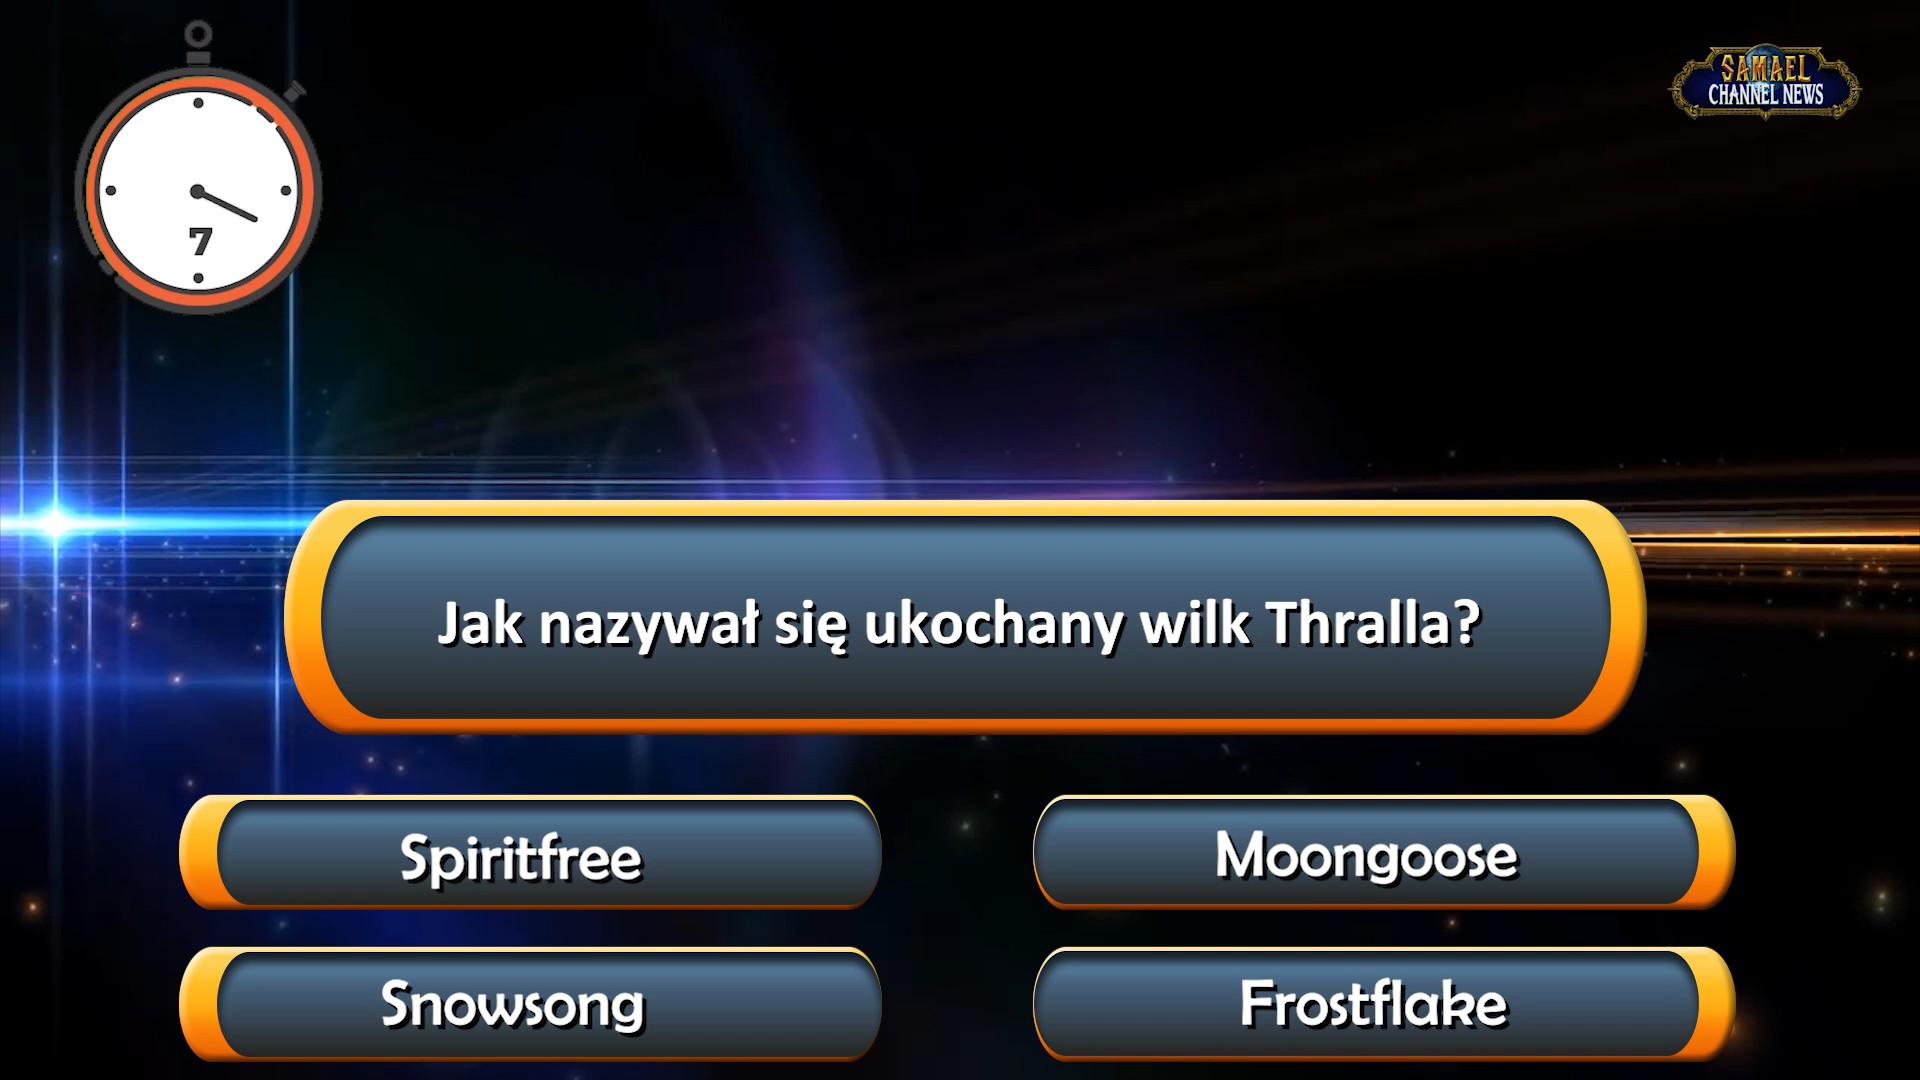 SAMAEL
CHANNEL NEWS
7
Jak nazywał się ukochany wilk Thralla?
Spiritfree
Moongoose
Snowsong
Frostflake